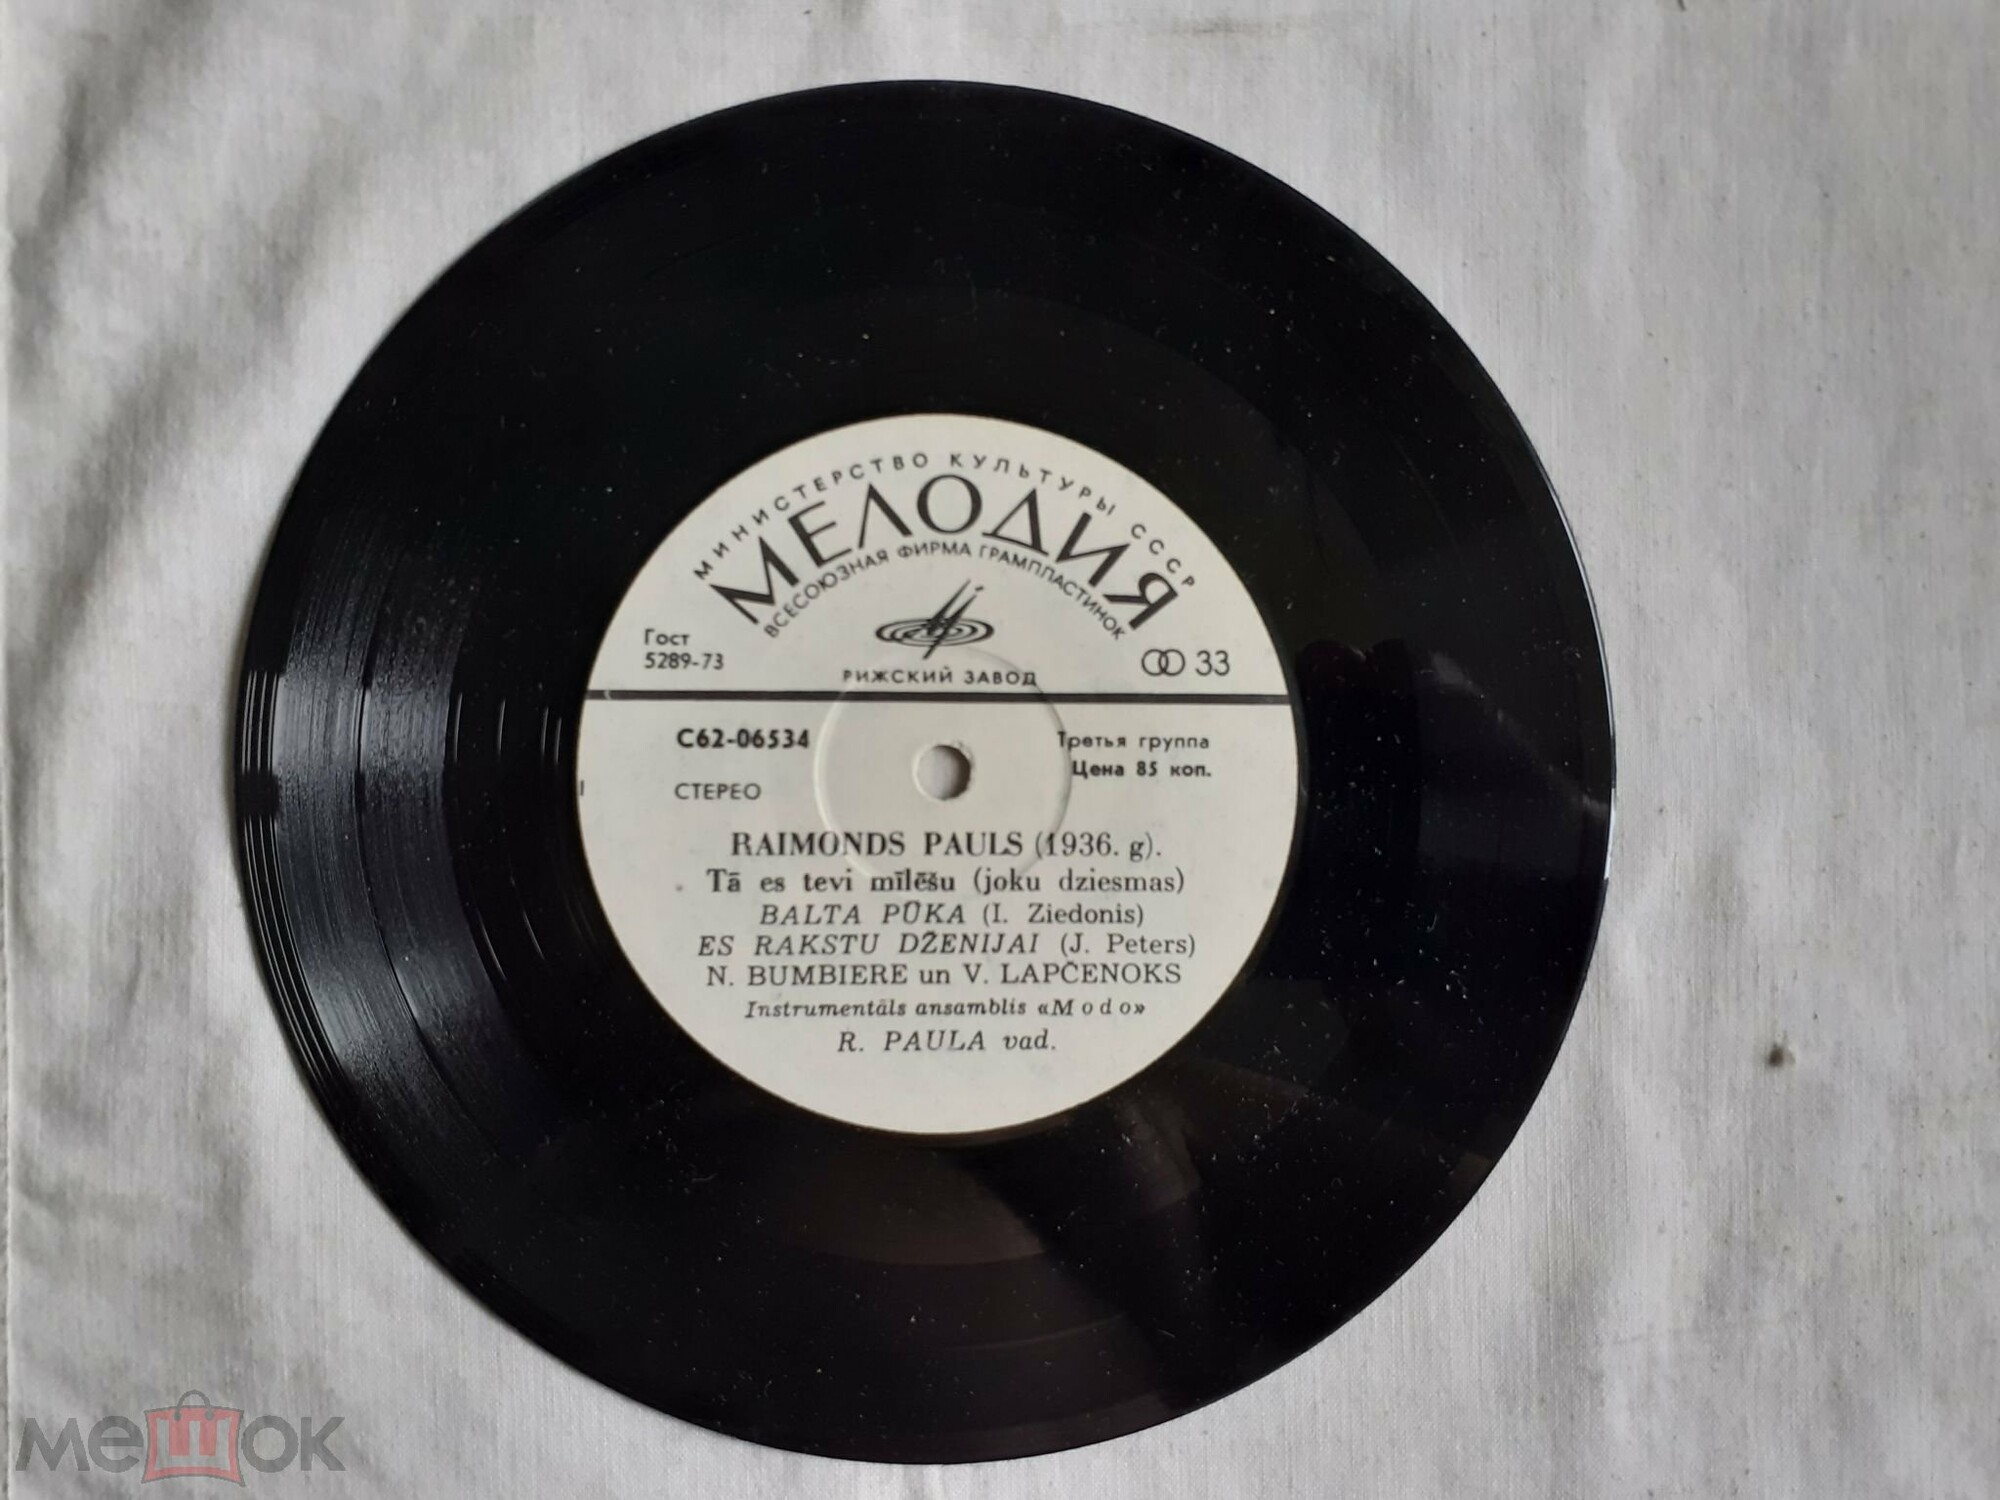 МИНИСТЕРСТВО КУЛЬТУРЫ СССР
МЕЛОДИЯ
ВСЕСОЮЗНАЯ ФИРМА ГРАМПЛАСТИНОК
Гост
5289-73
РИЖСКИЙ ЗАВОД
33
С62-06534
Третья группа
Цена 85 коп.
СТЕРЕО
RAIMONDS PAULS (1936. g).
Tā es tevi mīlēšu (joku dziesmas)
BALTA PŪKA (I. Ziedonis)
ES RAKSTU DŽENIJAI (J. Peters)
N. BUMBIERE un V. LAPČENOKS
Instrumentāls ansamblis «Modo»
R. PAULA vad.
мешок